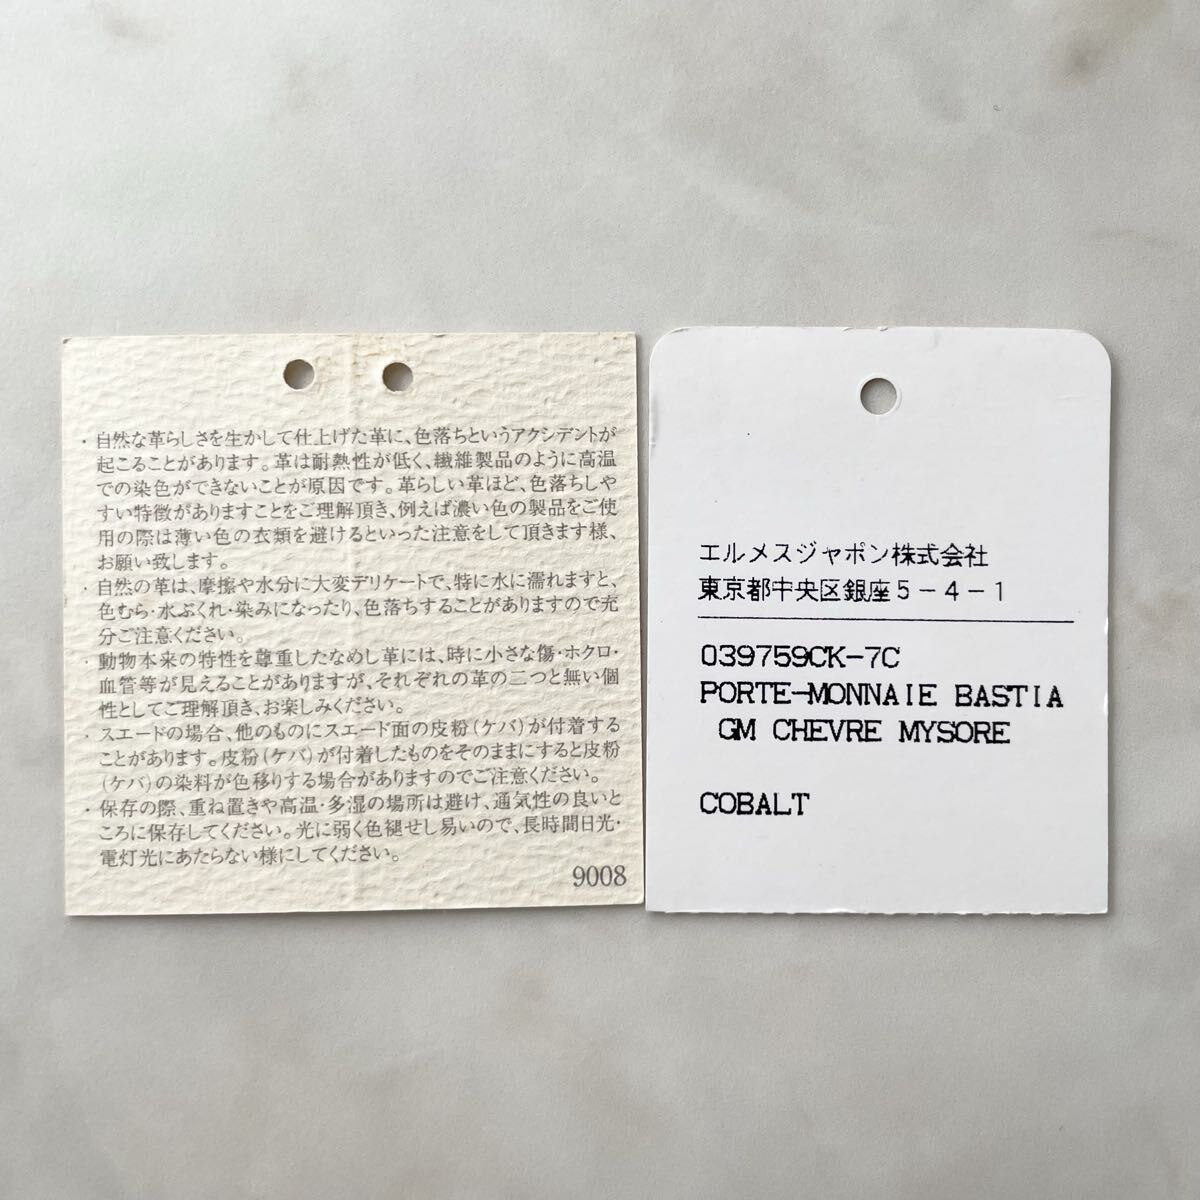 ・自然な革らしさを生かして仕上げた革に、色落ちというアクシデントが
起こることがあります。革は耐熱性が低く、繊維製品のように高温
での染色ができないことが原因です。革らしい革ほど、色落ちしや
すい特徴がありますことをご理解頂き、例えば濃い色の製品をご使
用の際は薄い色の衣類を避けるといった注意をして頂きます様、
お願い致します。
・自然の革は、摩擦や水分に大変デリケートで、特に水に濡れますと、
色むら・水ぶくれ・染みになったり、色落ちすることがありますので充
分ご注意ください。
・動物本来の特性を尊重したなめし革には、時に小さな傷・ホクロ・
血管等が見えることがありますが、それぞれの革の二つと無い個
性としてご理解頂き、お楽しみください。
・スエードの場合、他のものにスエード面の皮粉(ケバ)が付着する
ことがあります。皮粉(ケバ)が付着したものをそのままにすると皮粉
(ケバ)の染料が色移りする場合がありますのでご注意ください。
・保存の際、重ね置きや高温・多湿の場所は避け、通気性の良いと
ころに保存してください。光に弱く色褪せし易いので、長時間日光・
電灯光にあたらない様にしてください。
9008
エルメスジャポン株式会社
東京都中央区銀座5-4-1
039759CK-7C
PORTE-MONNAIE BASTIA
GM CHEVRE MYSORE
COBALT